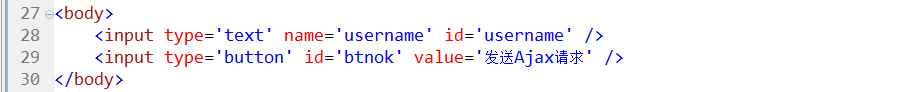 27 <body>
28 <input type='text' name='username' id='username' />
29 <input type='button' id='btnok' value='发送Ajax请求' />
30 </body>